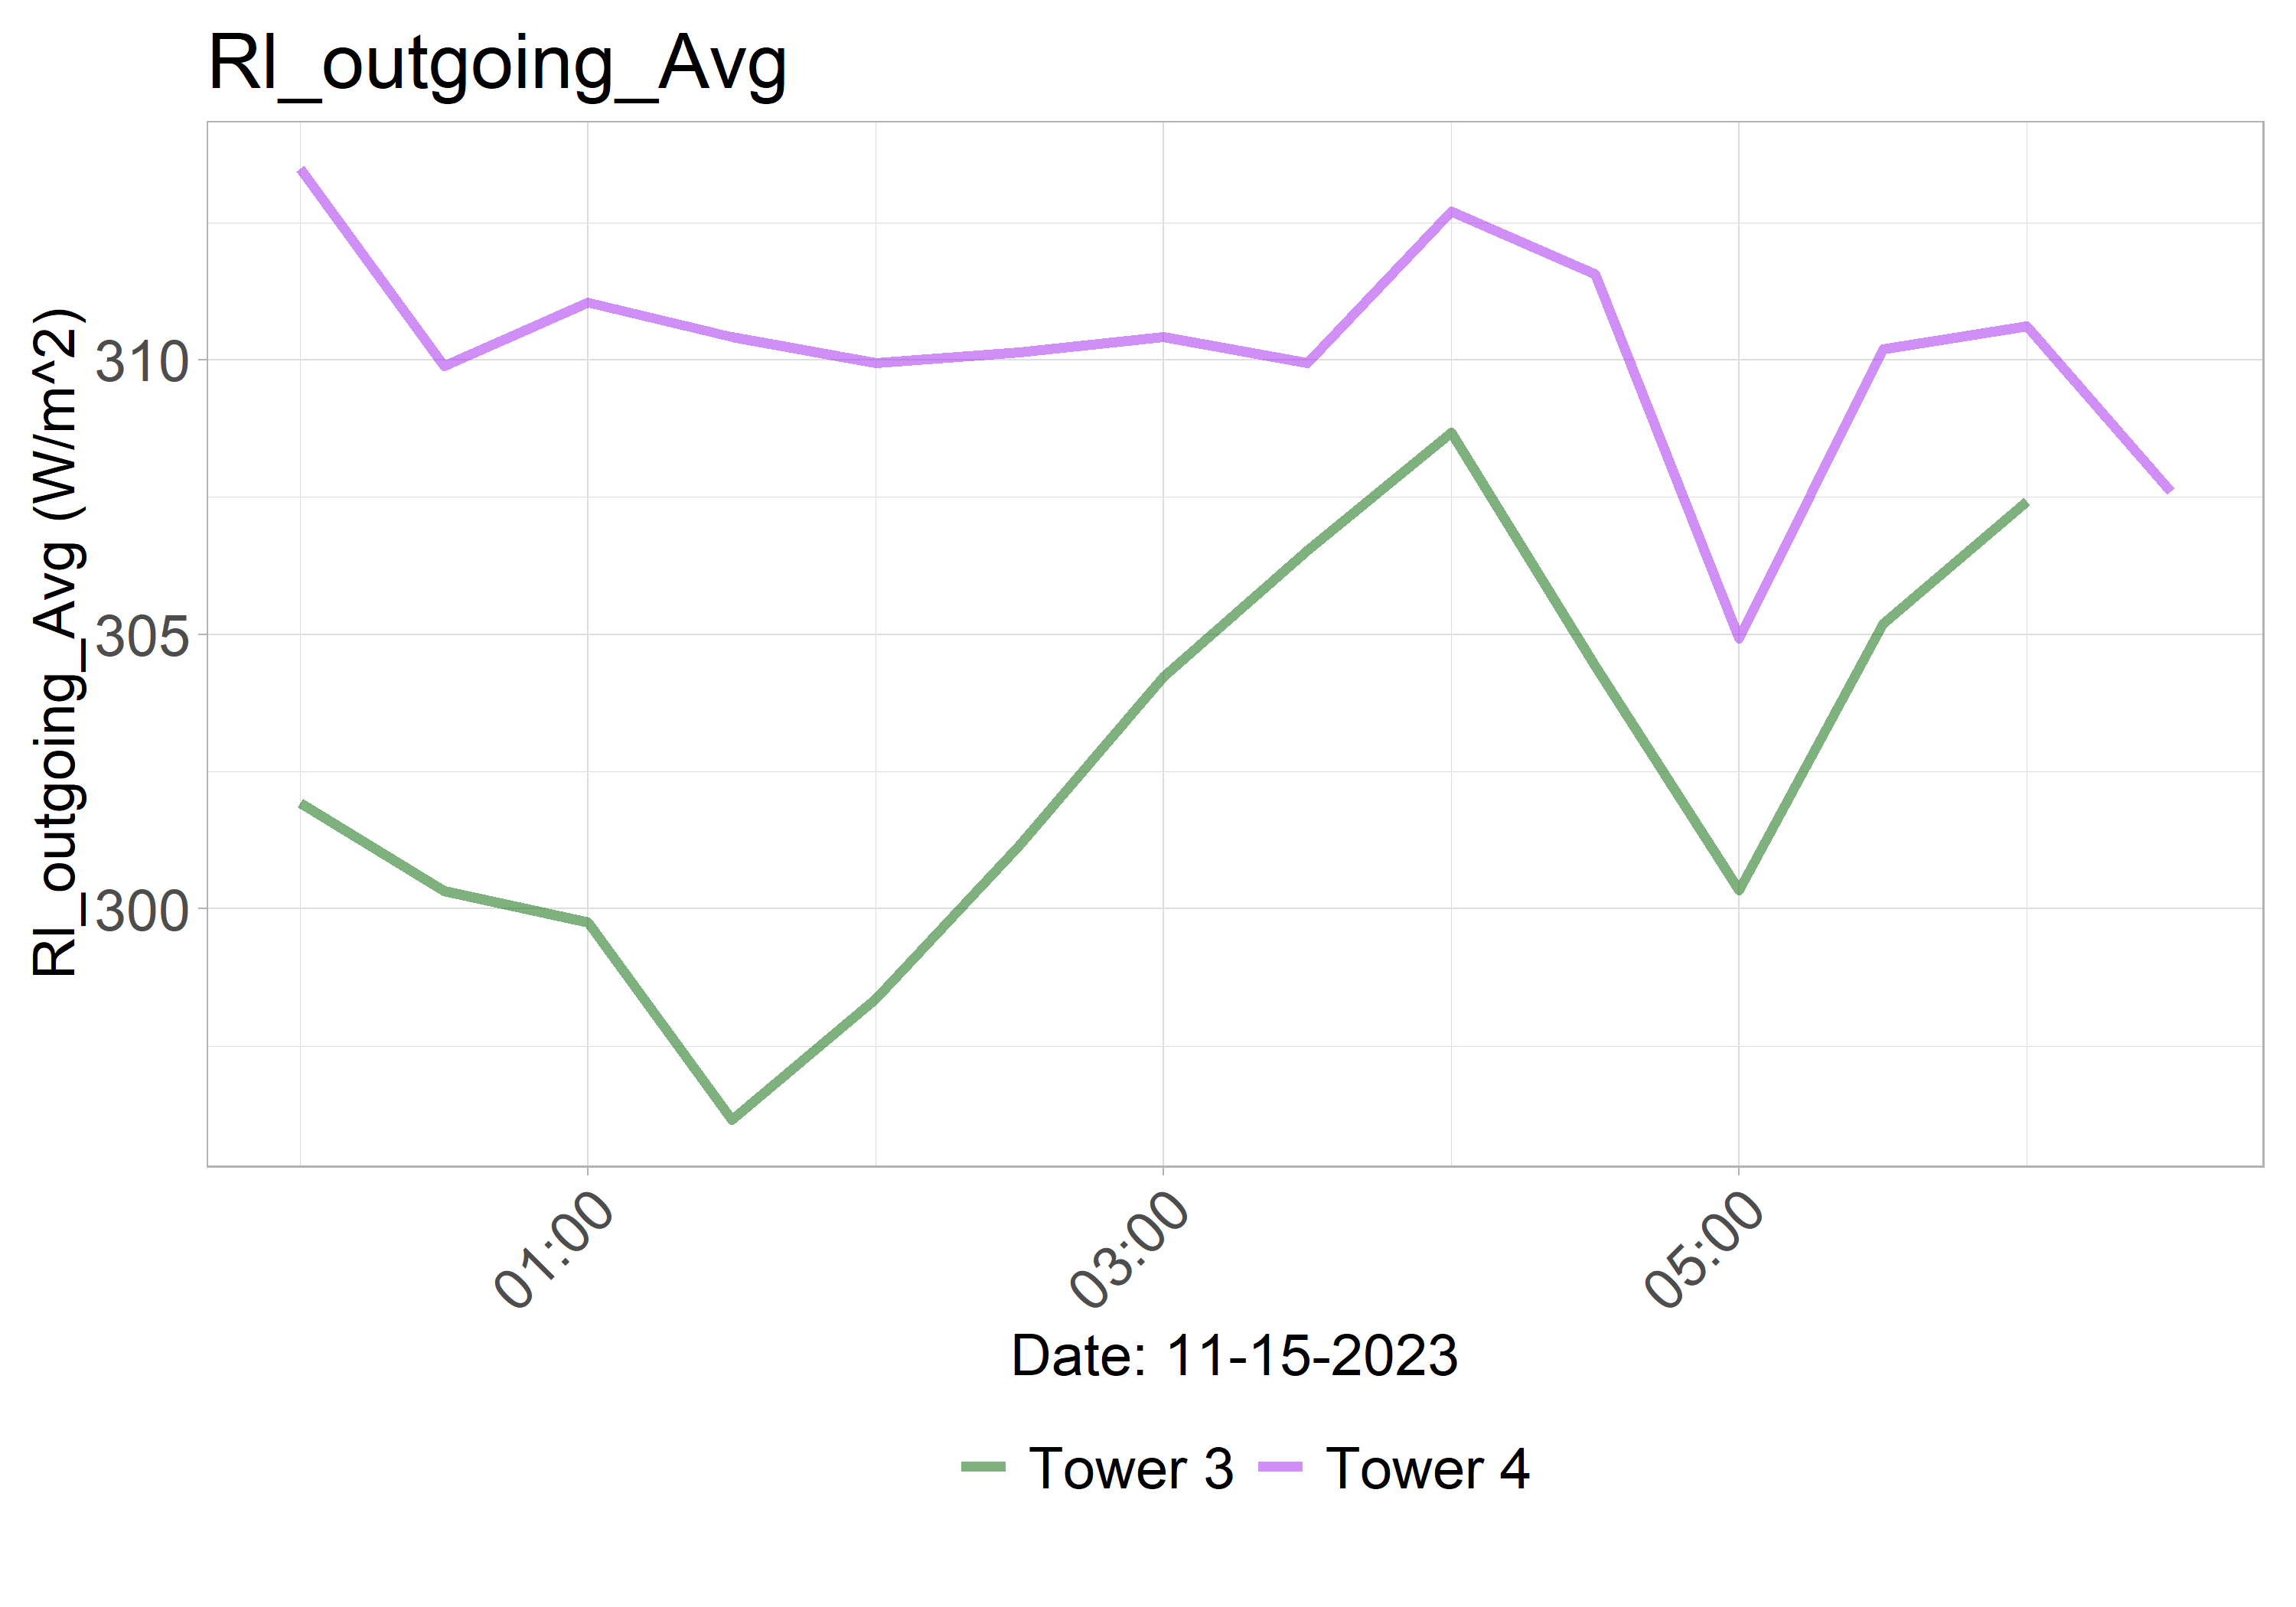 Rl_outgoing_Avg
Rl_outgoing_Avg (W/m^2)
310
305
300
01:00
03:00
05:00
Date: 11-15-2023
Tower 3
Tower 4